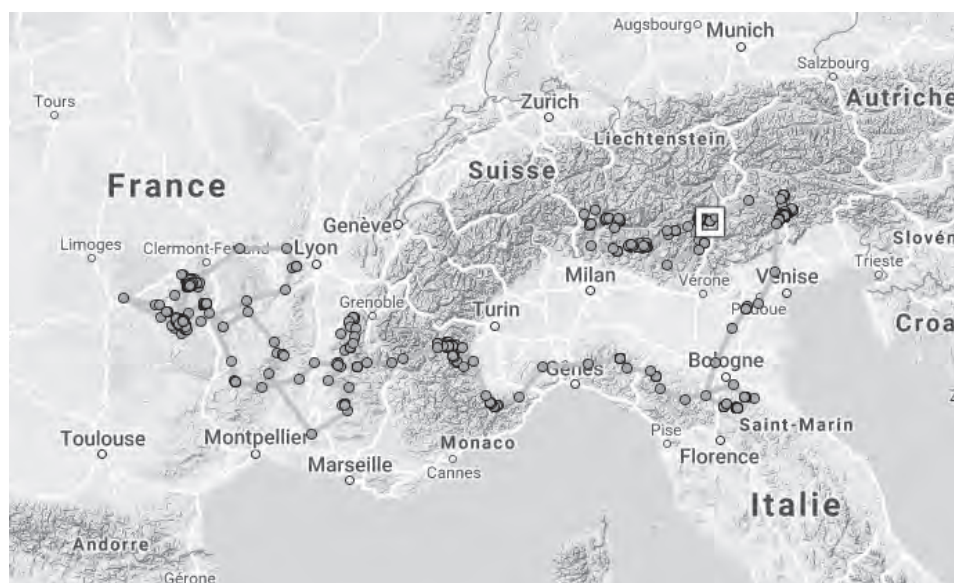 Augsbourg
Munich
Salzbourg
Tours
Zurich
Autriche
Liechtenstein
Suisse
France
Genève
Limoges
Clermont-Ferrand
Lyon
Slovén
Milan
Trieste
Vérone
Venise
Grenoble
Turin
Padoue
Croa
Bologne
Gênes
Saint-Marin
Toulouse
Montpellier
Monaco
Pise
Marseille
Cannes
Florence
Italie
Andorre
Gérone